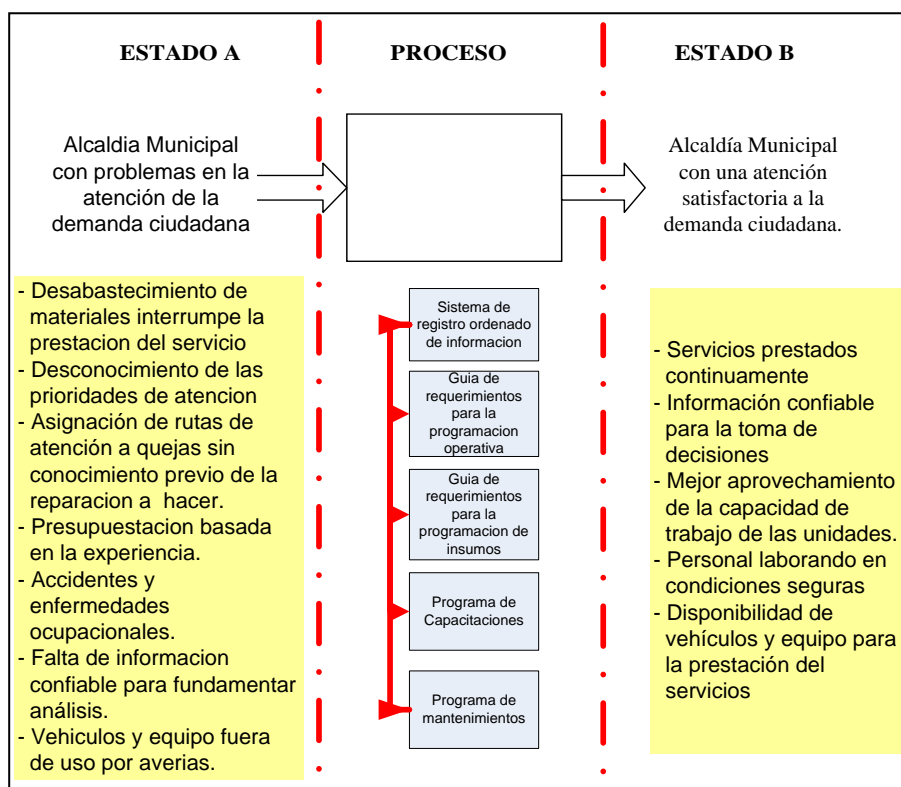 ESTADO A
PROCESO
ESTADO B
Alcaldia Municipal
con problemas en la
atención de la
demanda ciudadana
Alcaldía Municipal
con una atención
satisfactoria a la
demanda ciudadana.
- Desabastecimiento de
materiales interrumpe la
prestacion del servicio
- Desconocimiento de las
prioridades de atencion
- Asignación de rutas de
atención a quejas sin
conocimiento previo de la
reparacion a hacer.
- Presupuestacion basada
en la experiencia.
- Accidentes y
enfermedades
ocupacionales.
- Falta de informacion
confiable para fundamentar
análisis.
- Vehiculos y equipo fuera
de uso por averias.
Sistema de
registro ordenado
de informacion
Guia de
requerimientos
para la
programacion
operativa
Guia de
requerimientos
para la
programacion de
insumos
Programa de
Capacitaciones
Programa de
mantenimientos
- Servicios prestados
continuamente
- Información confiable
para la toma de
decisiones
- Mejor aprovechamiento
de la capacidad de
trabajo de las unidades.
- Personal laborando en
condiciones seguras
- Disponibilidad de
vehículos y equipo para
la prestación del
servicios